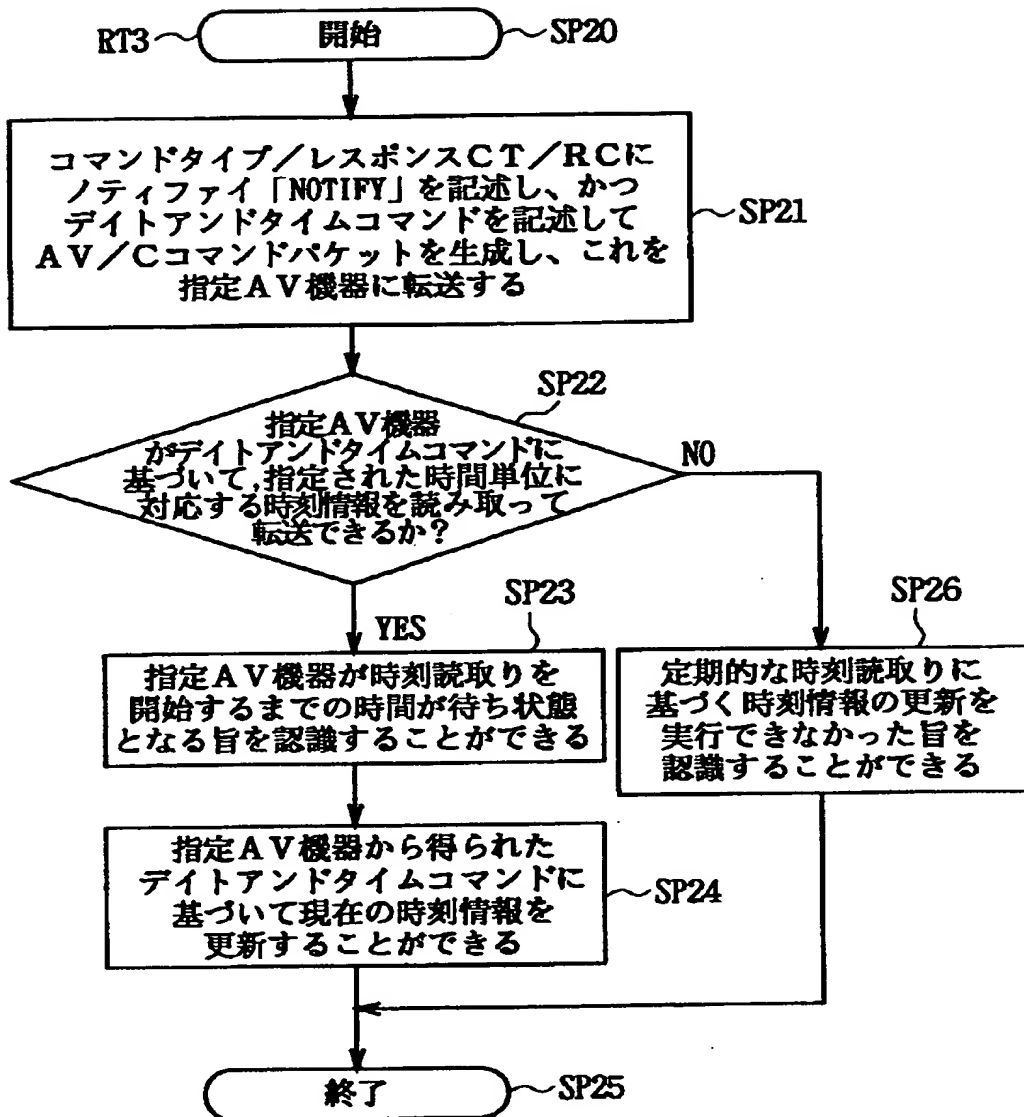 RT3
開始
SP20
コマンドタイプ/レスポンスCT/RCに
ノティファイ「NOTIFY」を記述し、かつ
デイトアンドタイムコマンドを記述して
AV/Cコマンドパケットを生成し、これを
指定AV機器に転送する
SP21
SP22
指定AV機器
がデイトアンドタイムコマンドに
基づいて,指定された時間単位に
対応する時刻情報を読み取って
転送できるか?
NO
YES
SP23
指定AV機器が時刻読取りを
開始するまでの時間が待ち状態
となる旨を認識することができる
SP26
定期的な時刻読取りに
基づく時刻情報の更新を
実行できなかった旨を
認識することができる
指定AV機器から得られた
デイトアンドタイムコマンドに
基づいて現在の時刻情報を
更新することができる
SP24
終了
SP25